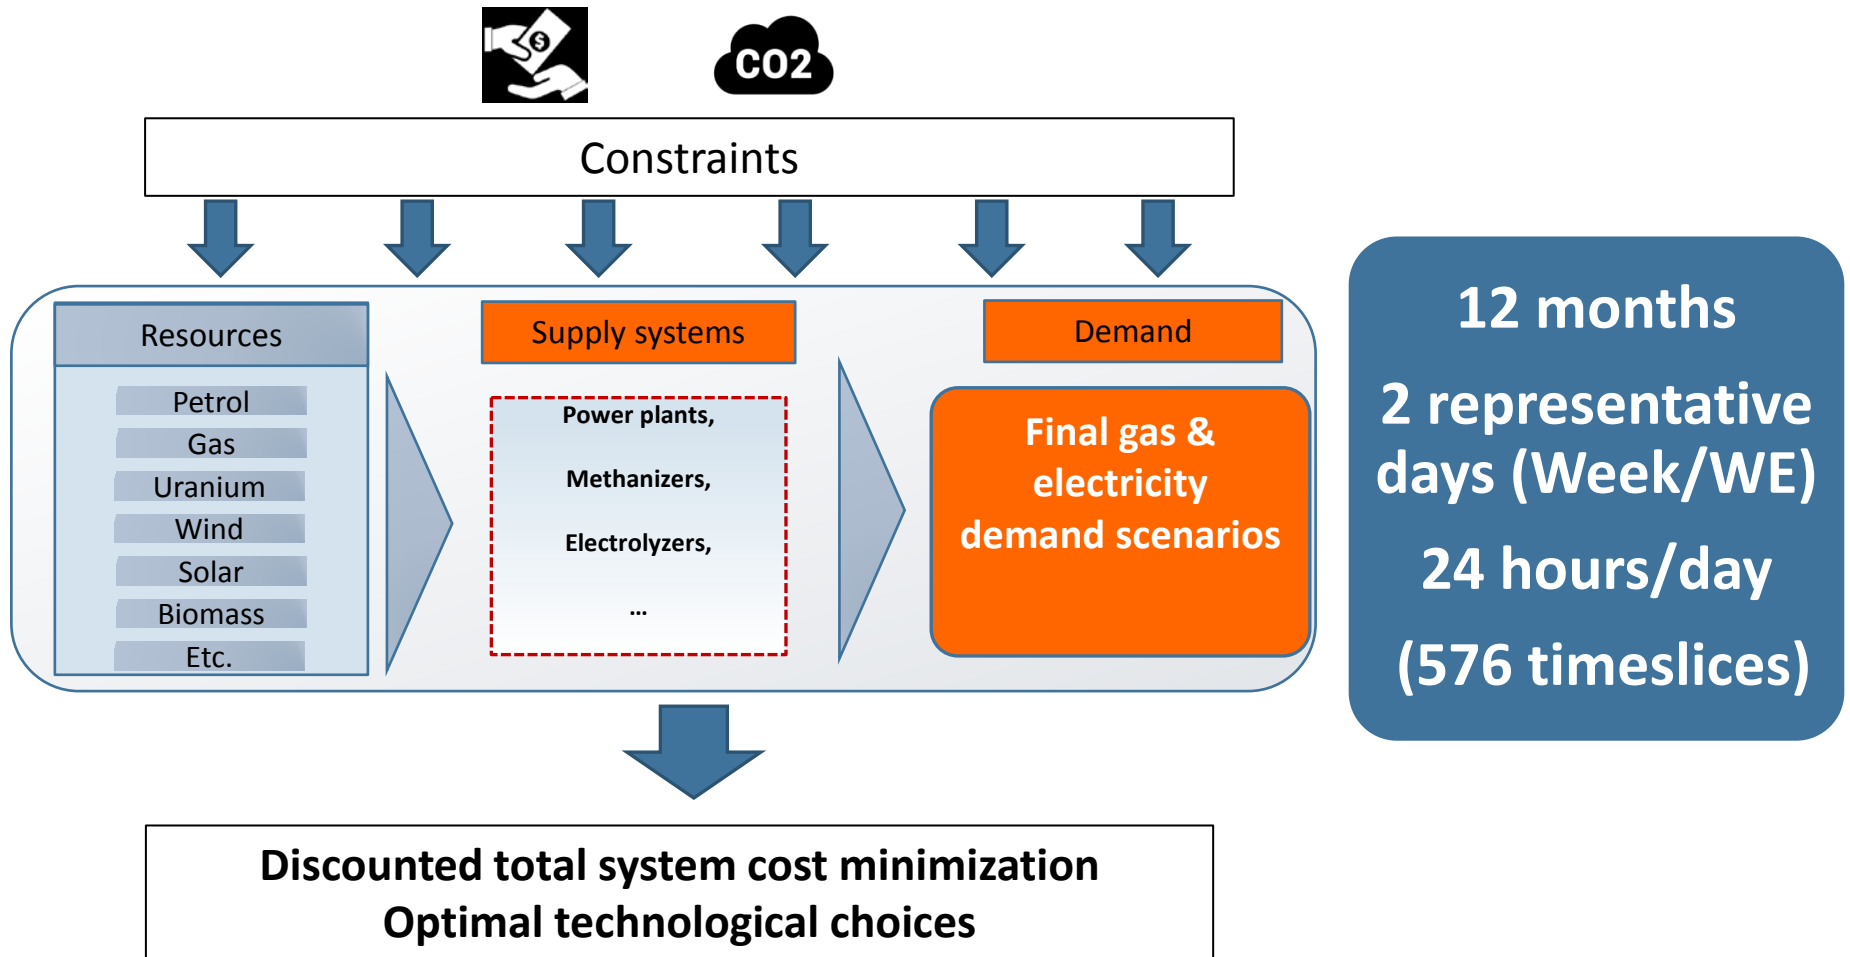 $
CO2
Constraints
Resources
Petrol
Gas
Uranium
Wind
Solar
Biomass
Etc.
Supply systems
Power plants,
Methanizers,
Electrolyzers,
...
Demand
Final gas &
electricity
demand scenarios
12 months
2 representative
days (Week/WE)
24 hours/day
(576 timeslices)
Discounted total system cost minimization
Optimal technological choices